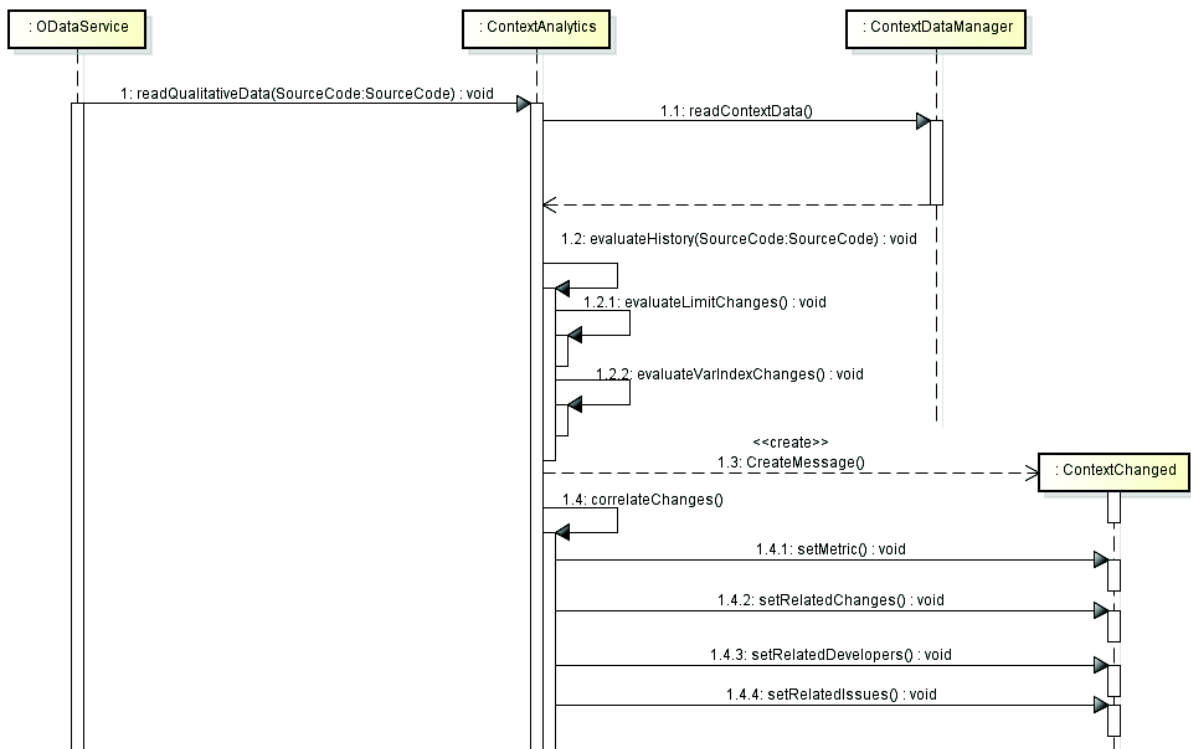 : ODataService
: ContextAnalytics
: ContextDataManager
1: readQualitativeData(SourceCode:SourceCode) : void
1.1: readContextData()
1.2: evaluateHistory(SourceCode:SourceCode) : void
1.2.1: evaluateLimitChanges() : void
1.2.2: evaluateVarIndexChanges() : void
<<create>>
1.3: CreateMessage()
: ContextChanged
1.4: correlateChanges()
1.4.1: setMetric() : void
1.4.2: setRelatedChanges() : void
1.4.3: setRelatedDevelopers() : void
1.4.4: setRelatedIssues() : void